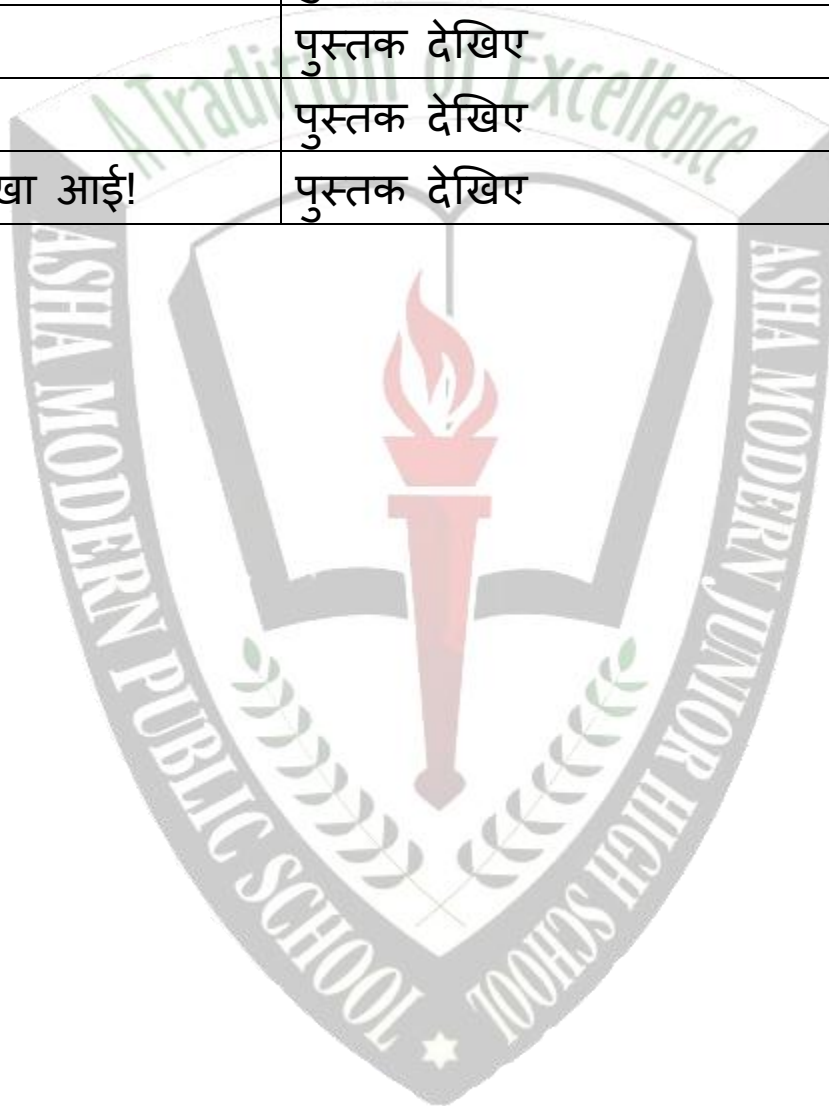 पुस्तक देखिए
पुस्तक देखिए
खा आई! पुस्तक देखिए
A Tradition of Excellence
ASHA MODERN PUBLIC SCHOOL
ASHA MODERN JUNIOR HIGH SCHOOL